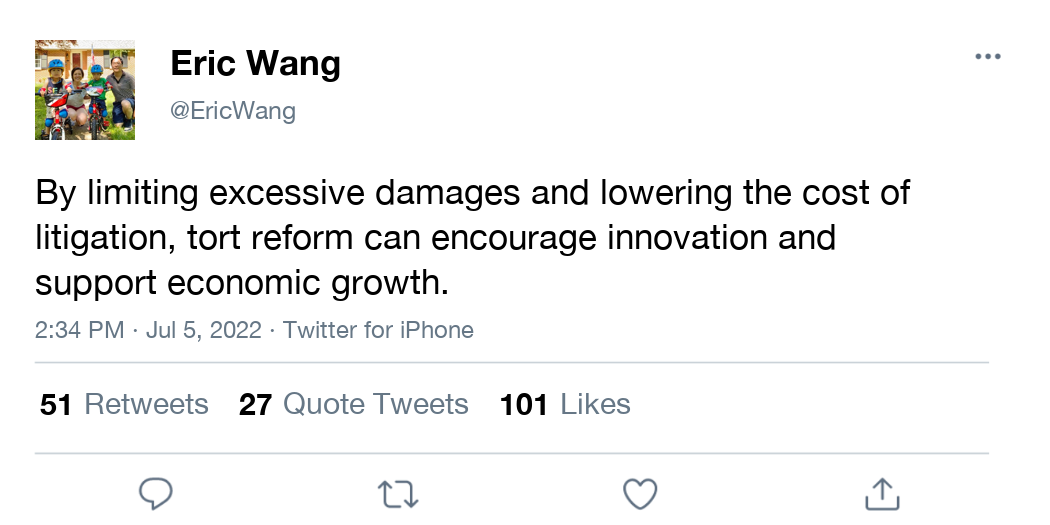 Eric Wang
@EricWang
By limiting excessive damages and lowering the cost of
litigation, tort reform can encourage innovation and
support economic growth.
2:34 PM · Jul 5, 2022 · Twitter for iPhone
51 Retweets 27 Quote Tweets 101 Likes